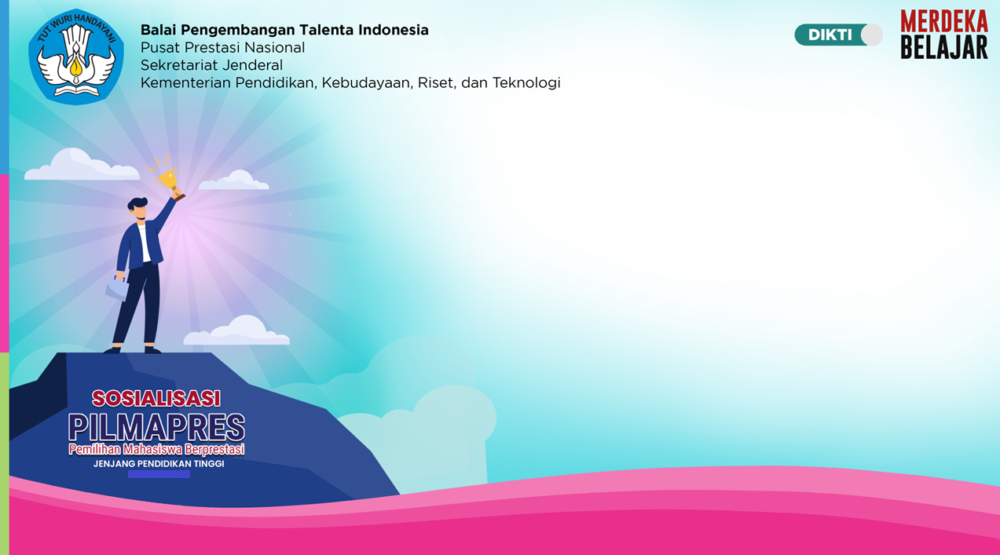 TUT WURI HANDAYANI
Balai Pengembangan Talenta Indonesia
Pusat Prestasi Nasional
Sekretariat Jenderal
Kementerian Pendidikan, Kebudayaan, Riset, dan Teknologi
DIKTI
MERDEKA
BELAJAR
SOSIALISASI
PILMAPRES
Pemilihan Mahasiswa Berprestasi
JENJANG PENDIDIKAN TINGGI